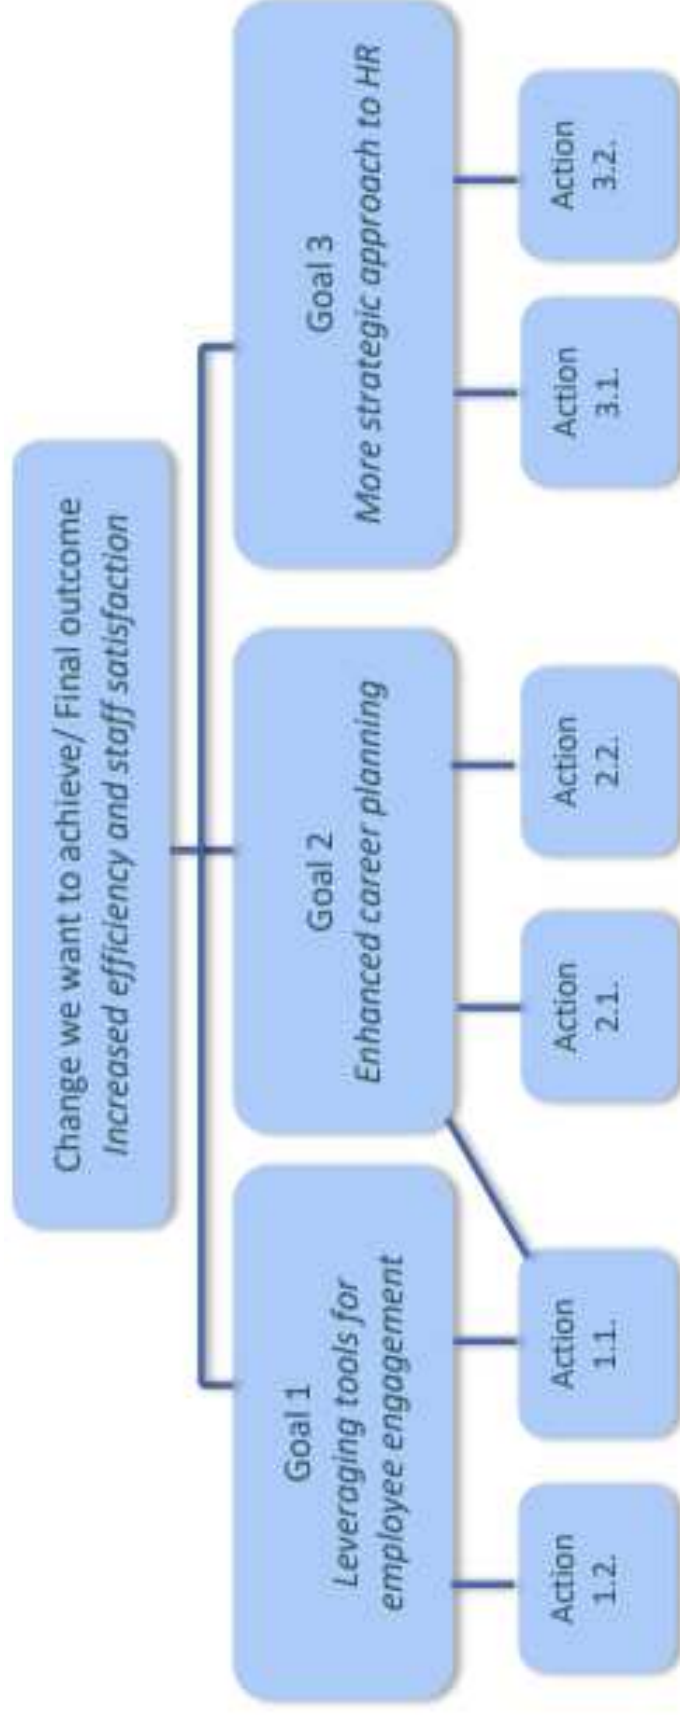 Change we want to achieve/ Final outcome
Increased efficiency and staff satisfaction
Goal 1
Leveraging tools for
employee engagement
Goal 2
Enhanced career planning
Goal 3
More strategic approach to HR
Action
1.2.
Action
1.1.
Action
2.1.
Action
2.2.
Action
3.1.
Action
3.2.